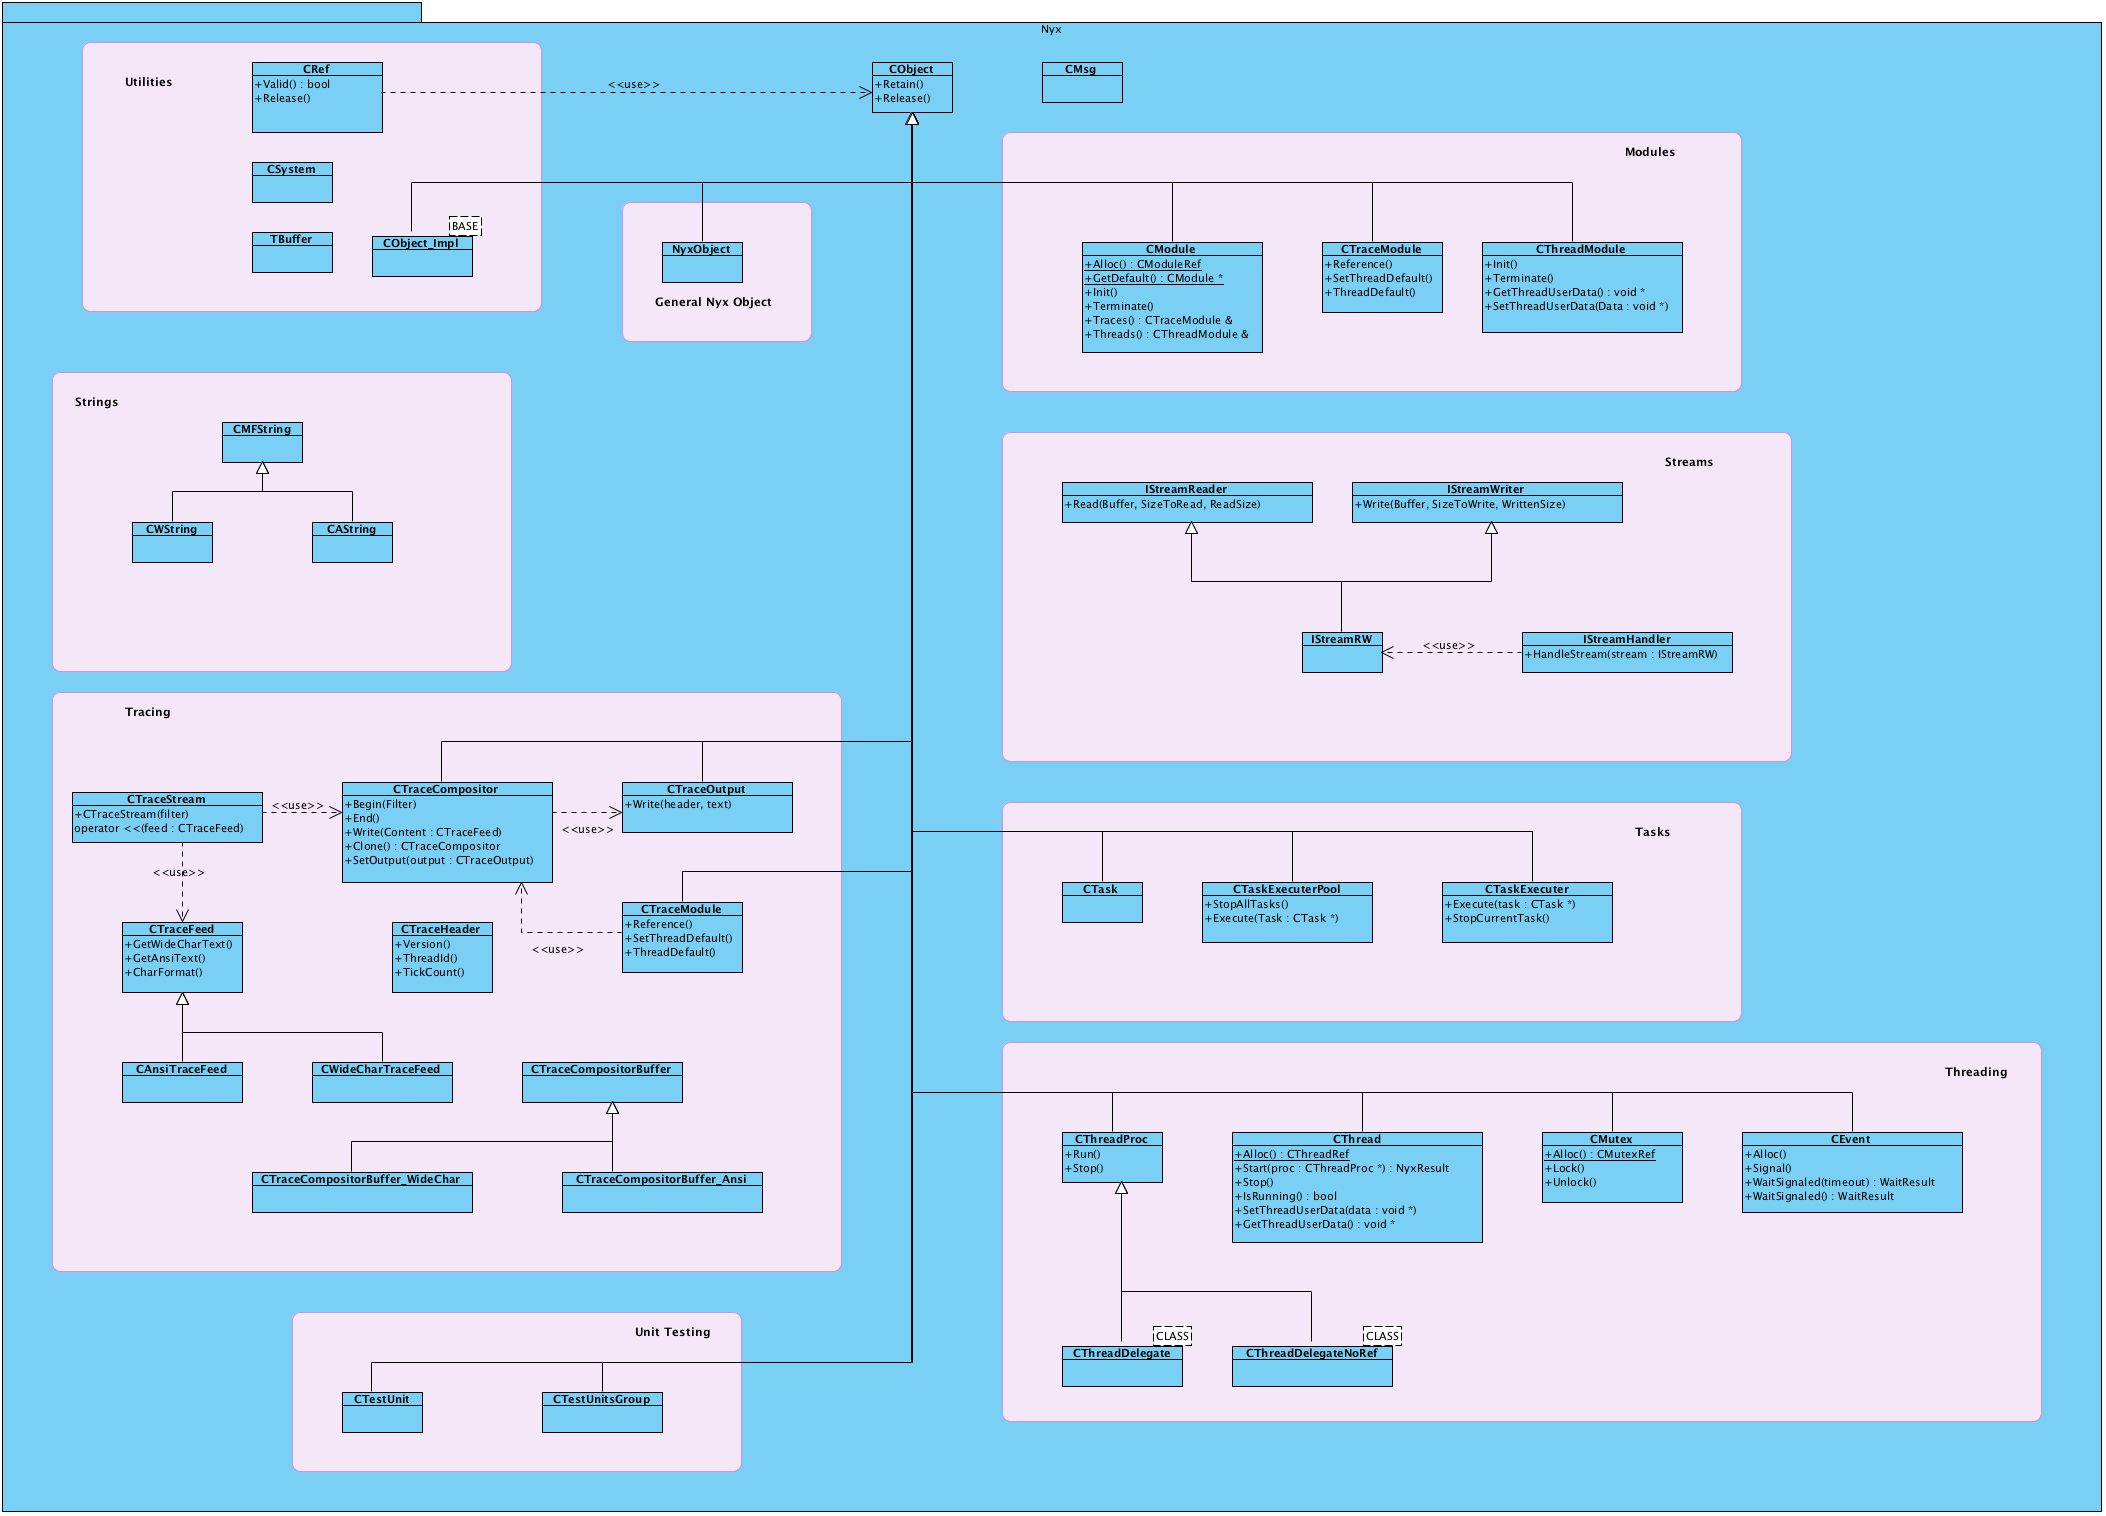 Nyx
Utilities
CRef
+Valid() : bool
+Release()
<<use>>
CObject
+Retain()
+Release()
CMsg
CSystem
TBuffer
BASE
CObject_Impl
NyxObject
General Nyx Object
Modules
CModule
+Alloc() : CModuleRef
+GetDefault() : CModule *
+Init()
+Terminate()
+Traces() : CTraceModule &
+Threads() : CThreadModule &
CTraceModule
+Reference()
+SetThreadDefault()
+ThreadDefault()
CThreadModule
+Init()
+Terminate()
+GetThreadUserData() : void *
+SetThreadUserData(Data : void *)
Strings
CMFString
CWString
CAString
Streams
IStreamReader
+Read(Buffer, SizeToRead, ReadSize)
IStreamWriter
+Write(Buffer, SizeToWrite, WrittenSize)
IStreamRW
<<use>>
IStreamHandler
+HandleStream(stream : IStreamRW)
Tracing
CTraceStream
+CTraceStream(filter)
operator <<(feed : CTraceFeed)
<<use>>
CTraceCompositor
+Begin(Filter)
+End()
+Write(Content : CTraceFeed)
+Clone() : CTraceCompositor
+SetOutput(output : CTraceOutput)
<<use>>
CTraceOutput
+Write(header, text)
<<use>>
CTraceFeed
+GetWideCharText()
+GetAnsiText()
+CharFormat()
CTraceHeader
+Version()
+ThreadId()
+TickCount()
<<use>>
CTraceModule
+Reference()
+SetThreadDefault()
+ThreadDefault()
CAnsiTraceFeed
CWideCharTraceFeed
CTraceCompositorBuffer
CTraceCompositorBuffer_WideChar
CTraceCompositorBuffer_Ansi
Tasks
CTask
CTaskExecuterPool
+StopAllTasks()
+Execute(Task : CTask *)
CTaskExecuter
+Execute(task : CTask *)
+StopCurrentTask()
Threading
CThreadProc
+Run()
+Stop()
CThread
+Alloc() : CThreadRef
+Start(proc : CThreadProc *) : NyxResult
+Stop()
+IsRunning() : bool
+SetThreadUserData(data : void *)
+GetThreadUserData() : void *
CMutex
+Alloc() : CMutexRef
+Lock()
+Unlock()
CEvent
+Alloc()
+Signal()
+WaitSignaled(timeout) : WaitResult
+WaitSignaled() : WaitResult
CLASS
CThreadDelegate
CLASS
CThreadDelegateNoRef
Unit Testing
CTestUnit
CTestUnitsGroup